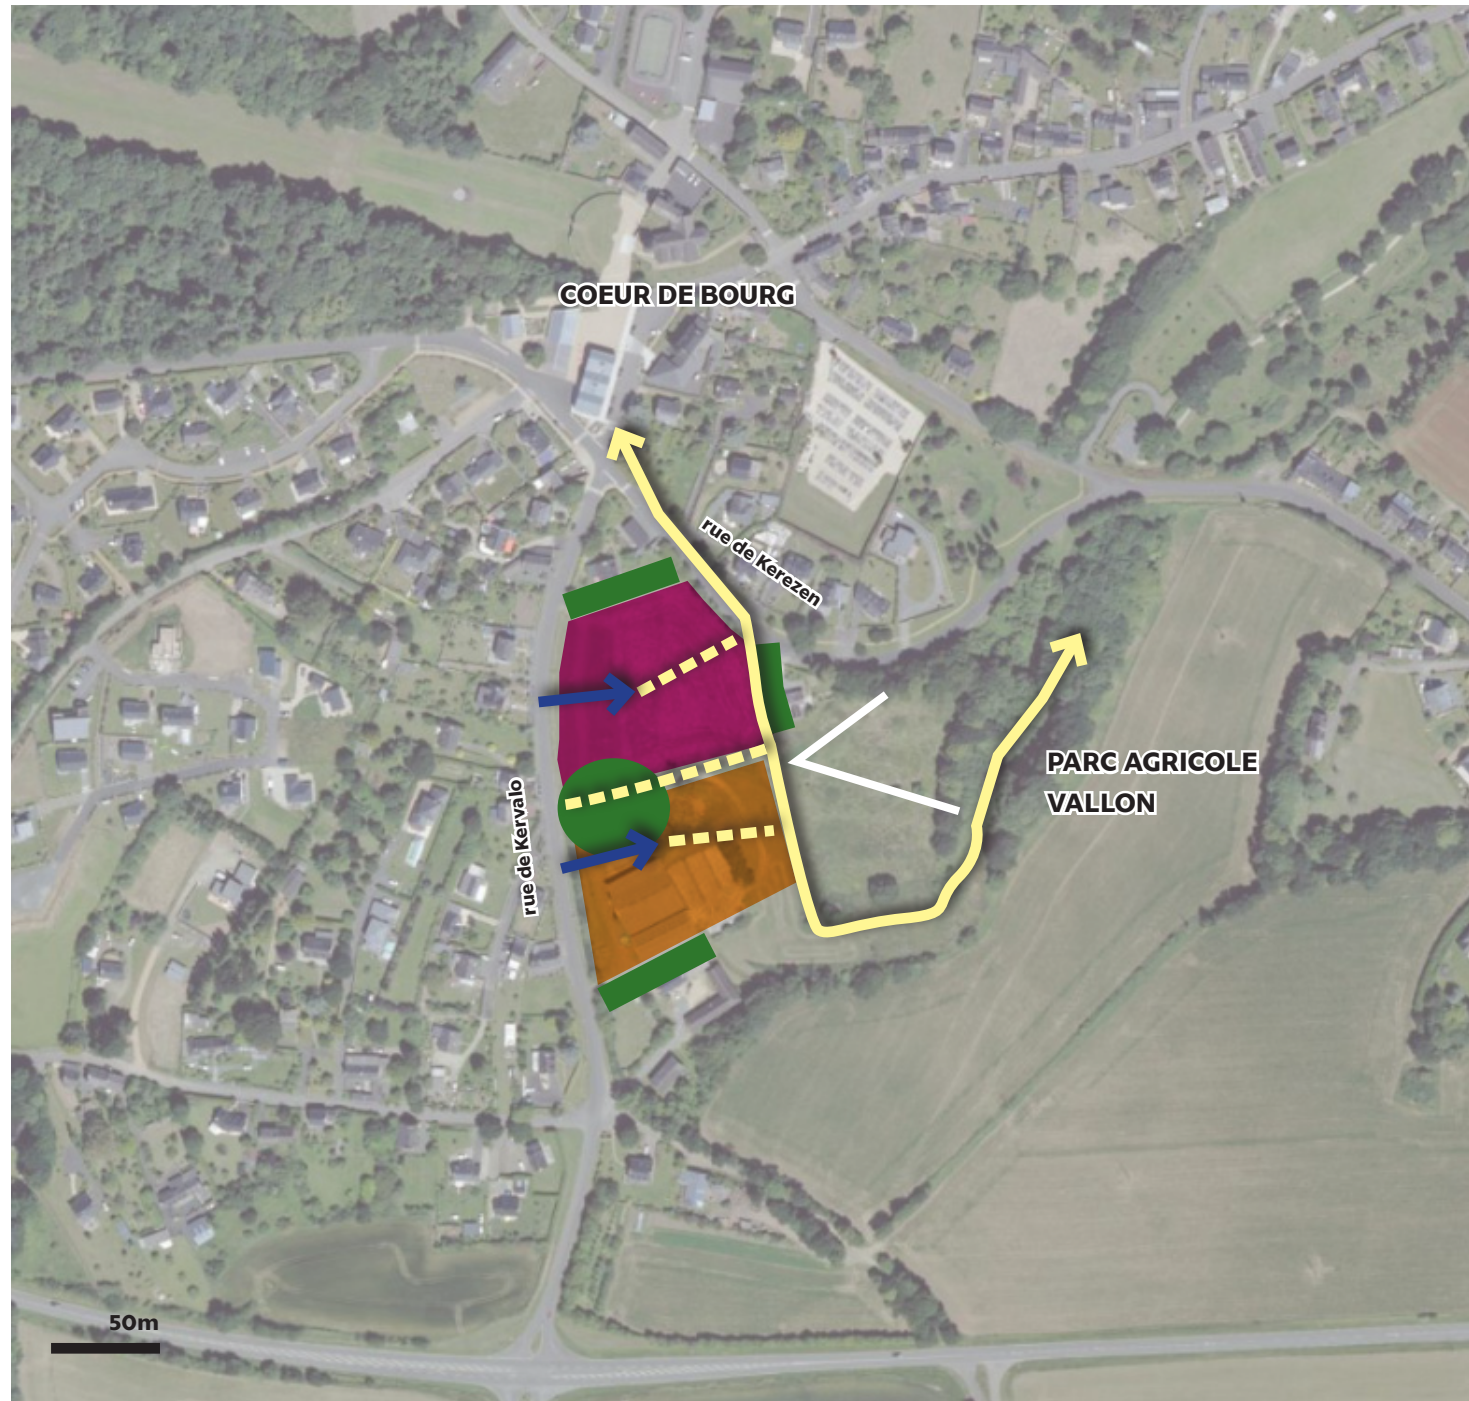 COEUR DE BOURG
rue de Kerezen
PARC AGRICOLE
VALLON
rue de Kervalo
50m